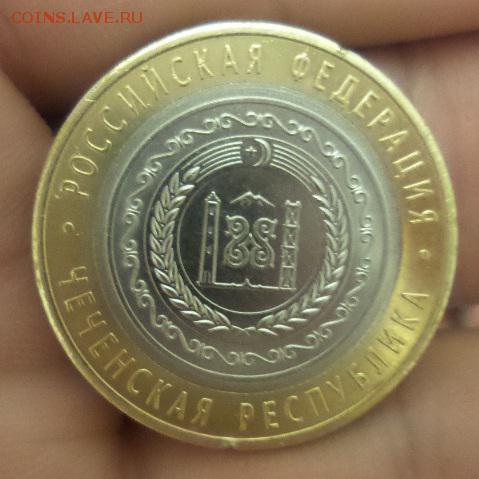 COINS.LAVE.RU
РОССИЙСКАЯ ФЕДЕРАЦИЯ
ЧЕЧЕНСКАЯ РЕСПУБЛИКА